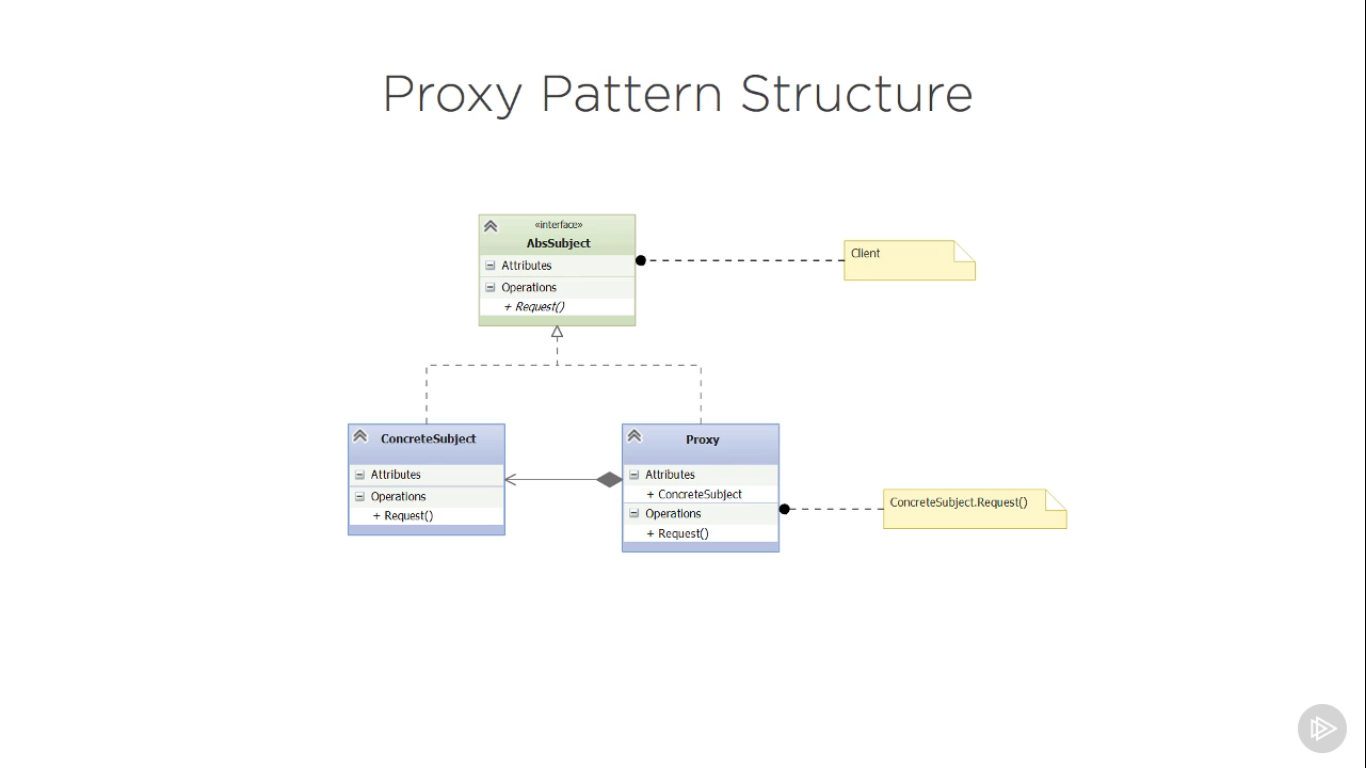 Proxy Pattern Structure
«interface»
AbsSubject
Attributes
Operations
+ Request()
Client
ConcreteSubject
Attributes
Operations
+ Request()
Proxy
Attributes
+ ConcreteSubject
Operations
+ Request()
ConcreteSubject.Request()